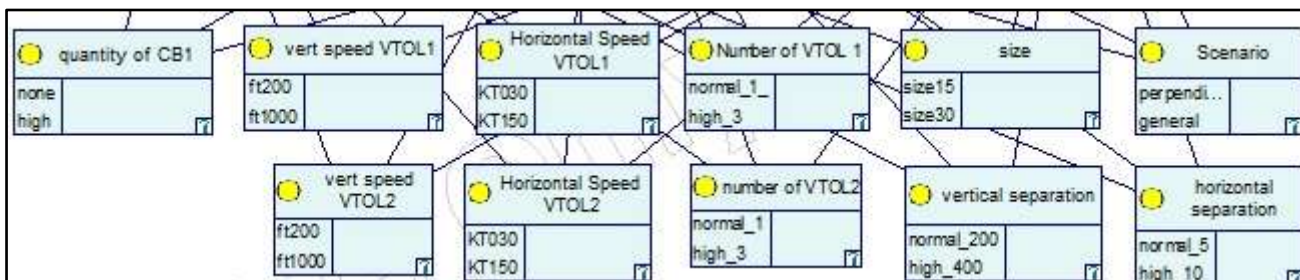 quantity of CB1
none
high
vert speed VTOL1
ft200
ft1000
Horizontal Speed
VTOL1
KT030
KT150
Number of VTOL 1
normal_1_
high_3
size
size15
size30
Scenario
perpendi...
general
vert speed
VTOL2
ft200
ft1000
Horizontal Speed
VTOL2
KT030
KT150
number of VTOL2
normal_1
high_3
vertical separation
normal_200
high_400
horizontal
separation
normal_5
high_10